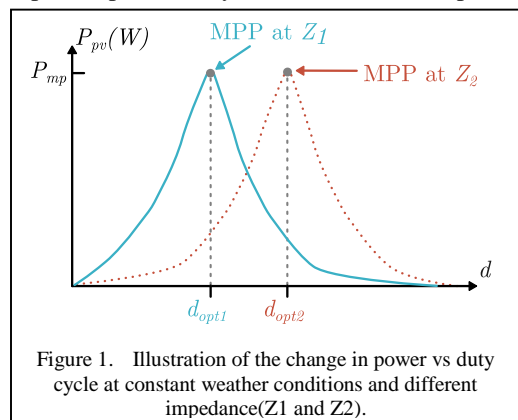 P_pv(W)
MPP at Z1
P_mp
MPP at Z2
d
d_opt1
d_opt2
Figure 1. Illustration of the change in power vs duty
cycle at constant weather conditions and different
impedance(Z1 and Z2).